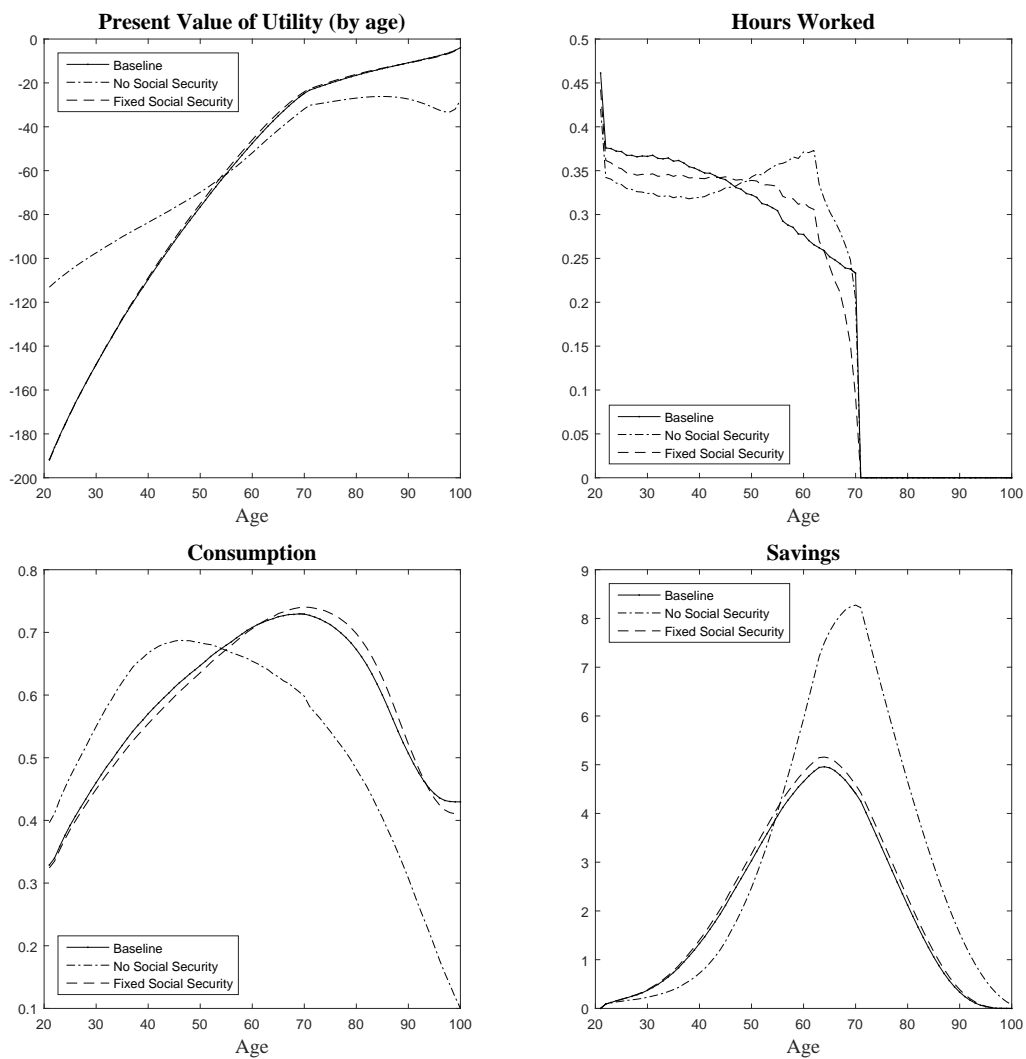 Present Value of Utility (by age)
0
-20
-40
-60
-80
-100
-120
-140
-160
-180
-200
20 30 40 50 60 70 80 90 100
Age
Baseline
No Social Security
Fixed Social Security
Hours Worked
0.5
0.45
0.4
0.35
0.3
0.25
0.2
0.15
0.1
0.05
0
20 30 40 50 60 70 80 90 100
Age
Baseline
No Social Security
Fixed Social Security
Consumption
0.8
0.7
0.6
0.5
0.4
0.3
0.2
0.1
20 30 40 50 60 70 80 90 100
Age
Baseline
No Social Security
Fixed Social Security
Savings
9
8
7
6
5
4
3
2
1
0
20 30 40 50 60 70 80 90 100
Age
Baseline
No Social Security
Fixed Social Security